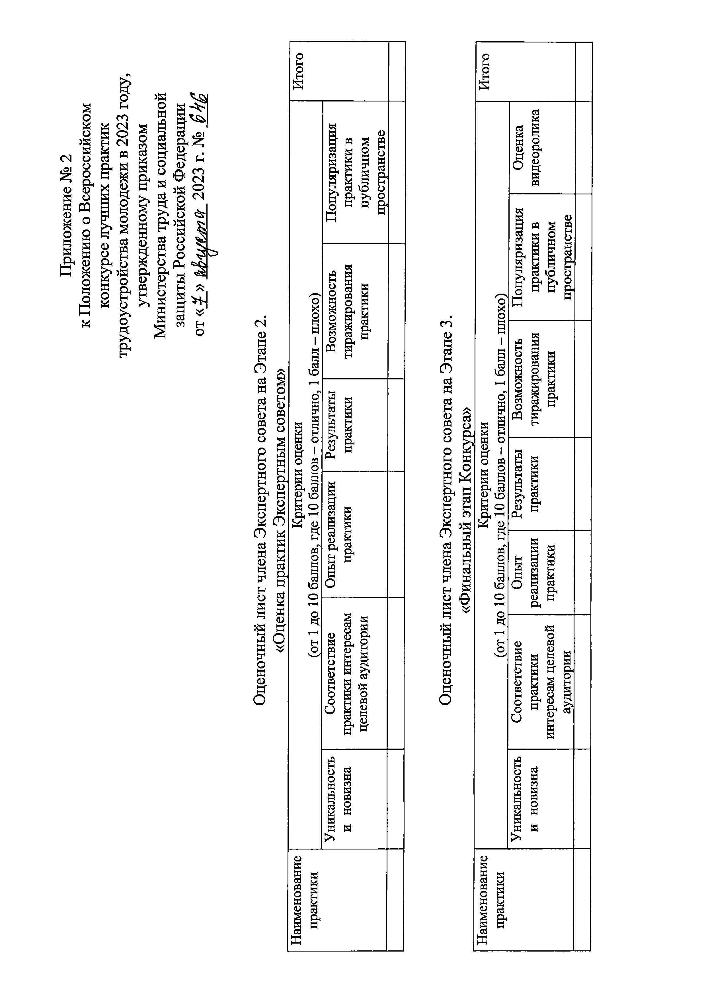 Приложение № 2
к Положению о Всероссийском
конкурсе лучших практик
трудоустройства молодежи в 2023 году,
утвержденному приказом
Министерства труда и социальной
защиты Российской Федерации
от «7» августа 2023 г. № 646
Оценочный лист члена Экспертного совета на Этапе 2.
«Оценка практик Экспертным советом»
Наименование
практики
Критерии оценки
(от 1 до 10 баллов, где 10 баллов – отлично, 1 балл – плохо)
Итого
Уникальность
и новизна
Соответствие
практики интересам
целевой аудитории
Опыт реализации
практики
Результаты
практики
Возможность
тиражирования
практики
Популяризация
практики в
публичном
пространстве
Оценочный лист члена Экспертного совета на Этапе 3.
«Финальный этап Конкурса»
Наименование
практики
Критерии оценки
(от 1 до 10 баллов, где 10 баллов – отлично, 1 балл – плохо)
Итого
Уникальность
и новизна
Соответствие
практики
интересам целевой
аудитории
Опыт
реализации
практики
Результаты
практики
Возможность
тиражирования
практики
Популяризация
практики в
публичном
пространстве
Оценка
видеоролика